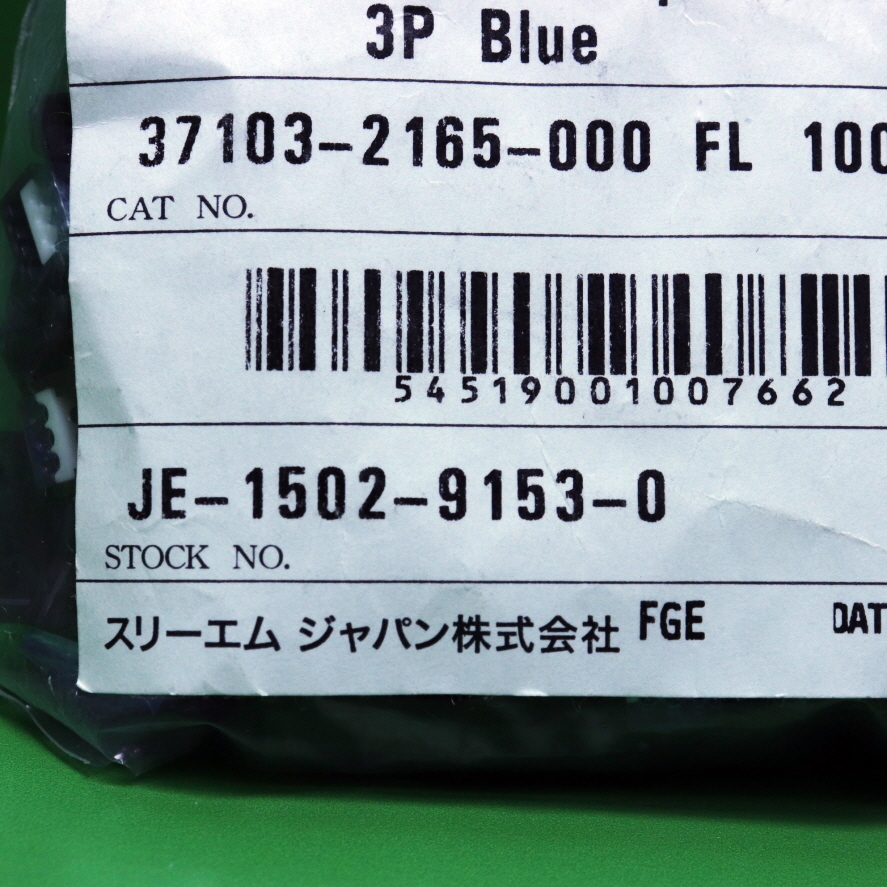 3P Blue
37103-2165-000 FL 100
CAT NO.
54519001007662
JE-1502-9153-0
STOCK NO.
スリーエム ジャパン株式会社 FGE DAT